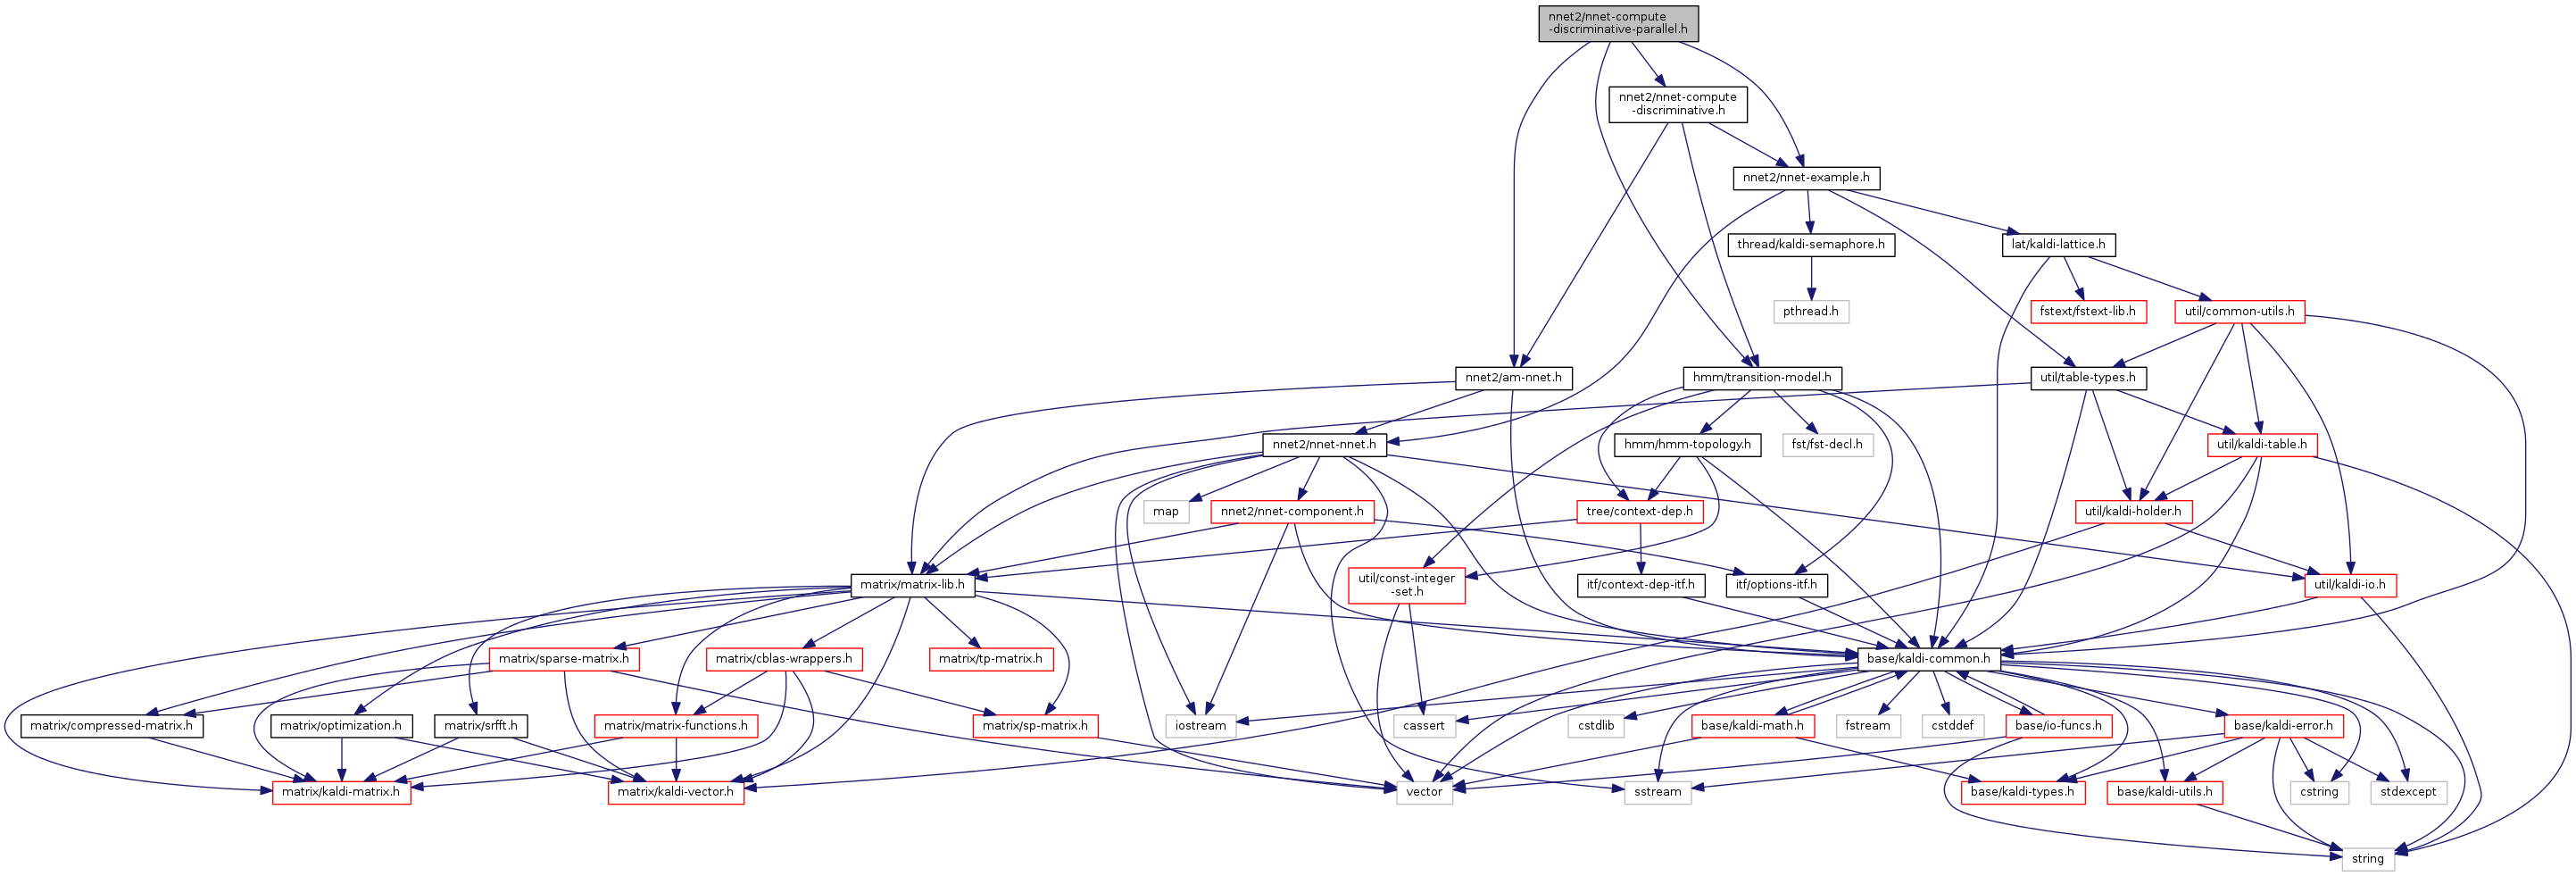 nnet2/nnet-compute
-discriminative-parallel.h
nnet2/nnet-compute
-discriminative.h
nnet2/nnet-example.h
thread/kaldi-semaphore.h
lat/kaldi-lattice.h
pthread.h
fstext/fstext-lib.h
util/common-utils.h
nnet2/am-nnet.h
hmm/transition-model.h
util/table-types.h
nnet2/nnet-nnet.h
hmm/hmm-topology.h
fst/fst-decl.h
util/kaldi-table.h
map
nnet2/nnet-component.h
tree/context-dep.h
util/kaldi-holder.h
matrix/matrix-lib.h
util/const-integer
-set.h
itf/context-dep-itf.h
itf/options-itf.h
util/kaldi-io.h
matrix/sparse-matrix.h
matrix/cblas-wrappers.h
matrix/tp-matrix.h
base/kaldi-common.h
matrix/compressed-matrix.h
matrix/optimization.h
matrix/srfft.h
matrix/matrix-functions.h
matrix/sp-matrix.h
iostream
cassert
cstdlib
base/kaldi-math.h
fstream
cstddef
base/io-funcs.h
base/kaldi-error.h
matrix/kaldi-matrix.h
matrix/kaldi-vector.h
vector
sstream
base/kaldi-types.h
base/kaldi-utils.h
cstring
stdexcept
string